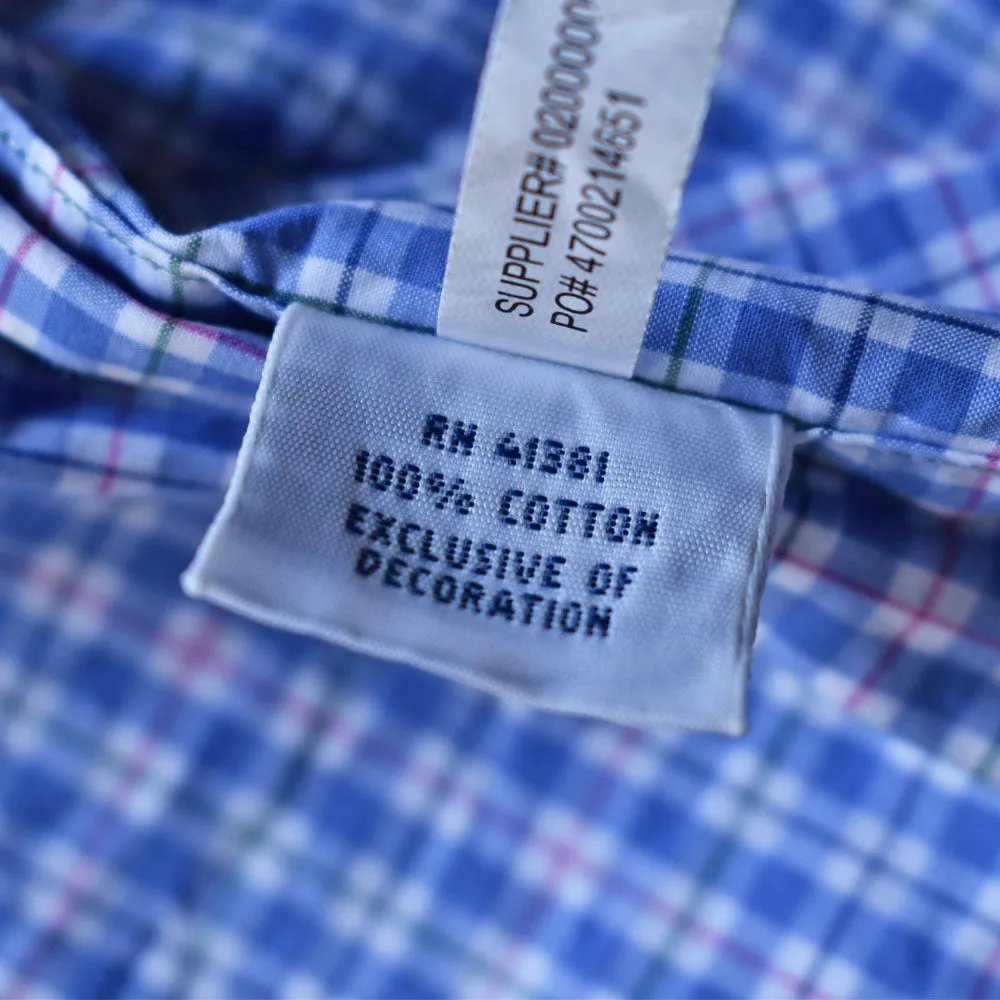 SUPPLIER# 0200000
PO# 4700214651
RN 41381
100% COTTON
EXCLUSIVE OF
DECORATION